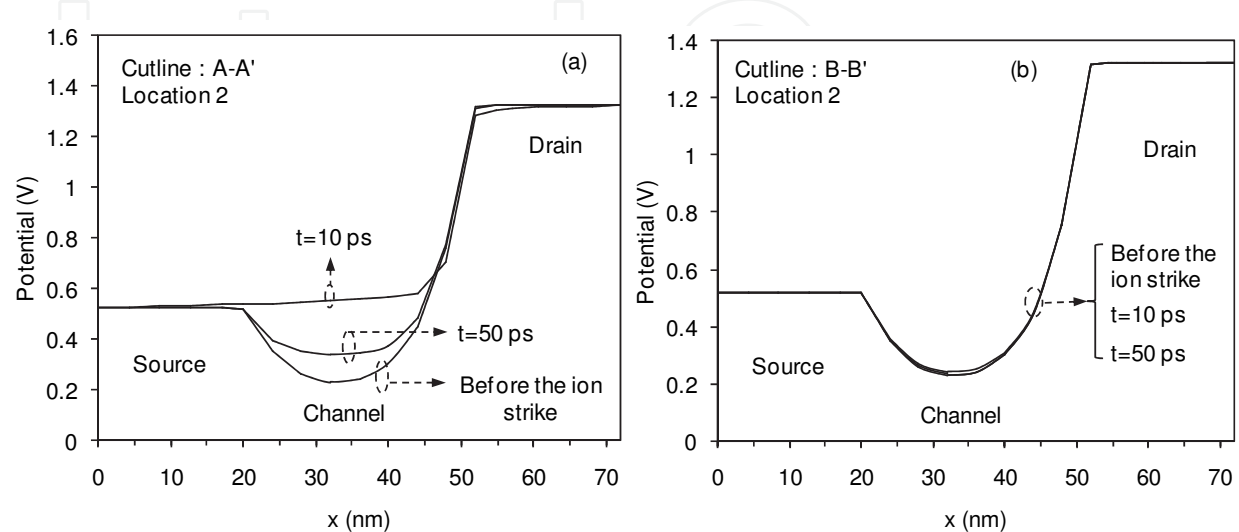 1.6
1.4
1.2
1
0.8
0.6
0.4
0.2
0
Potential (V)
Cutline : A-A'
Location 2
(a)
Drain
t=10 ps
t=50 ps
Source
Before the ion
strike
Channel
0 10 20 30 40 50 60 70
x (nm)
1.4
1.2
1
0.8
0.6
0.4
0.2
0
Potential (V)
Cutline : B-B'
Location 2
(b)
Drain
Before the
ion strike
t=10 ps
t=50 ps
Source
Channel
0 10 20 30 40 50 60 70
x (nm)